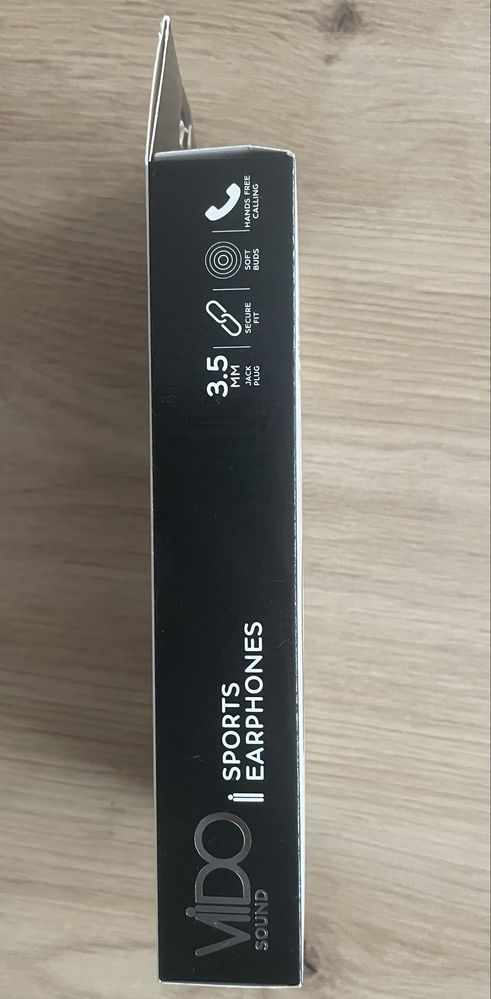 ViiDO
SOUND
SPORTS
EARPHONES
3.5
MM
JACK
PLUG
SECURE
FIT
SOFT
BUDS
HANDS FREE
CALLING